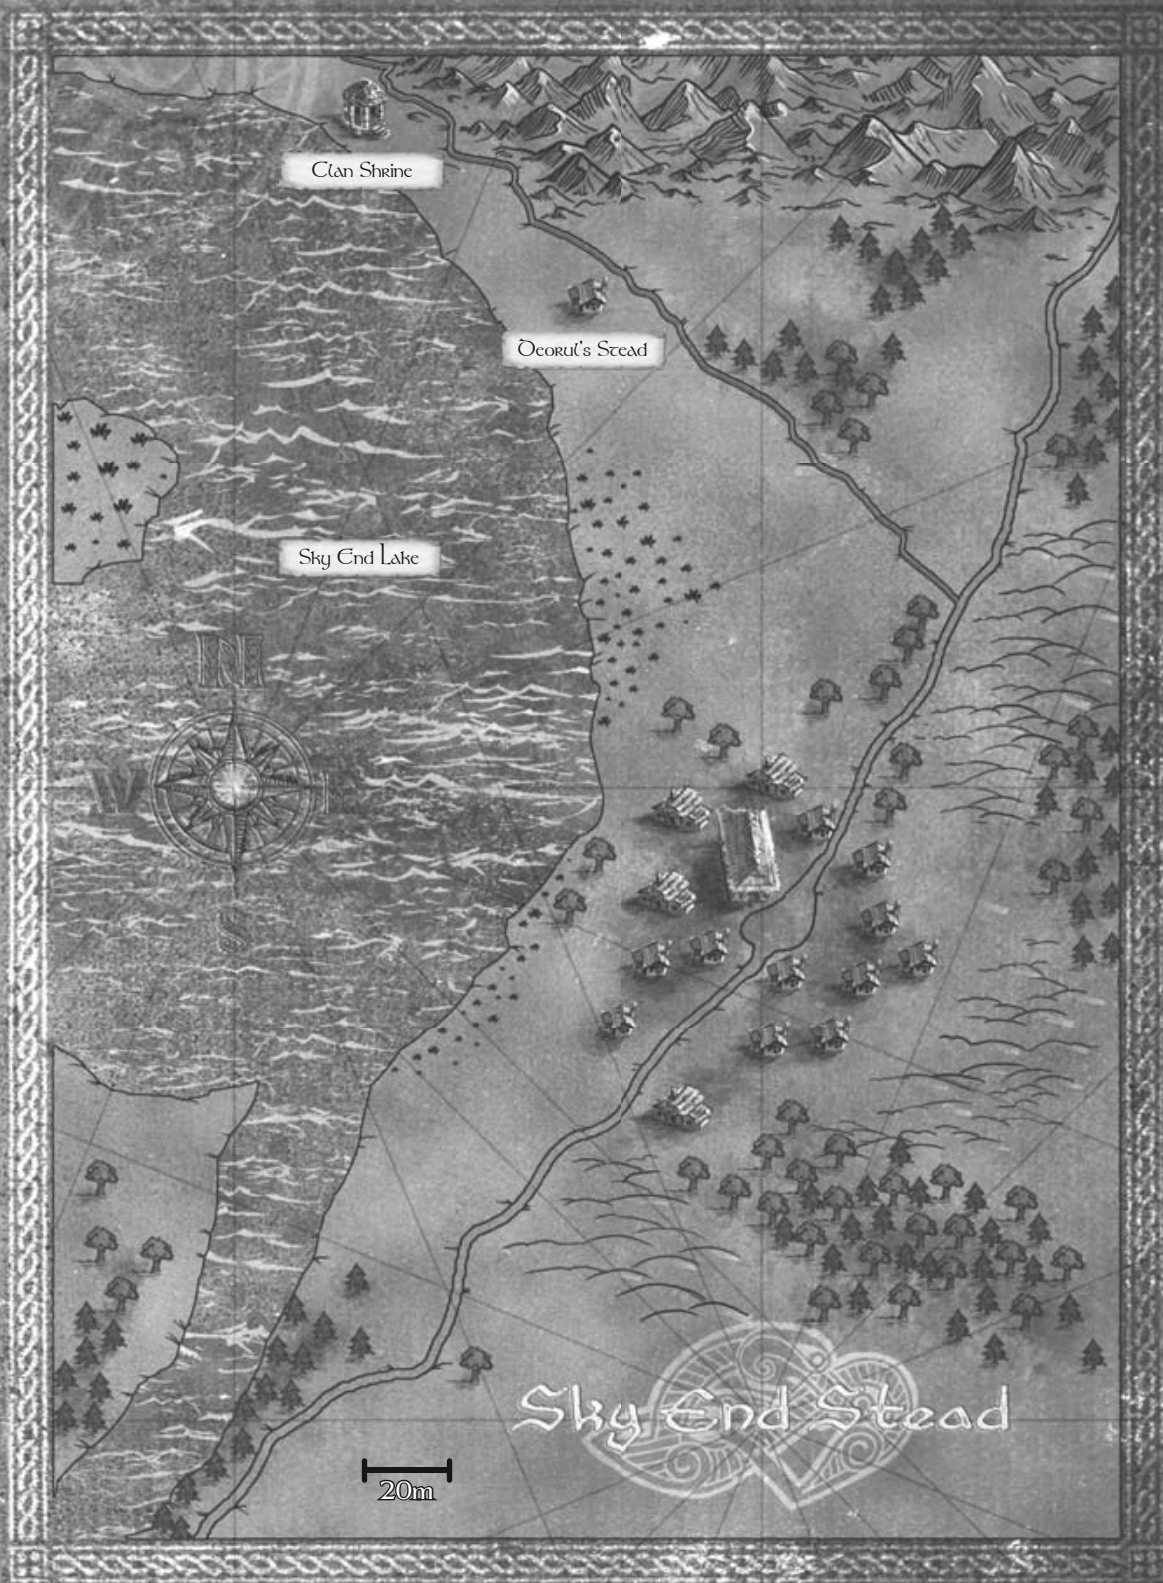 Clan Shrine
Deorul's Stead
Sky End Lake
N
W
E
S
Sky End Stead
20m